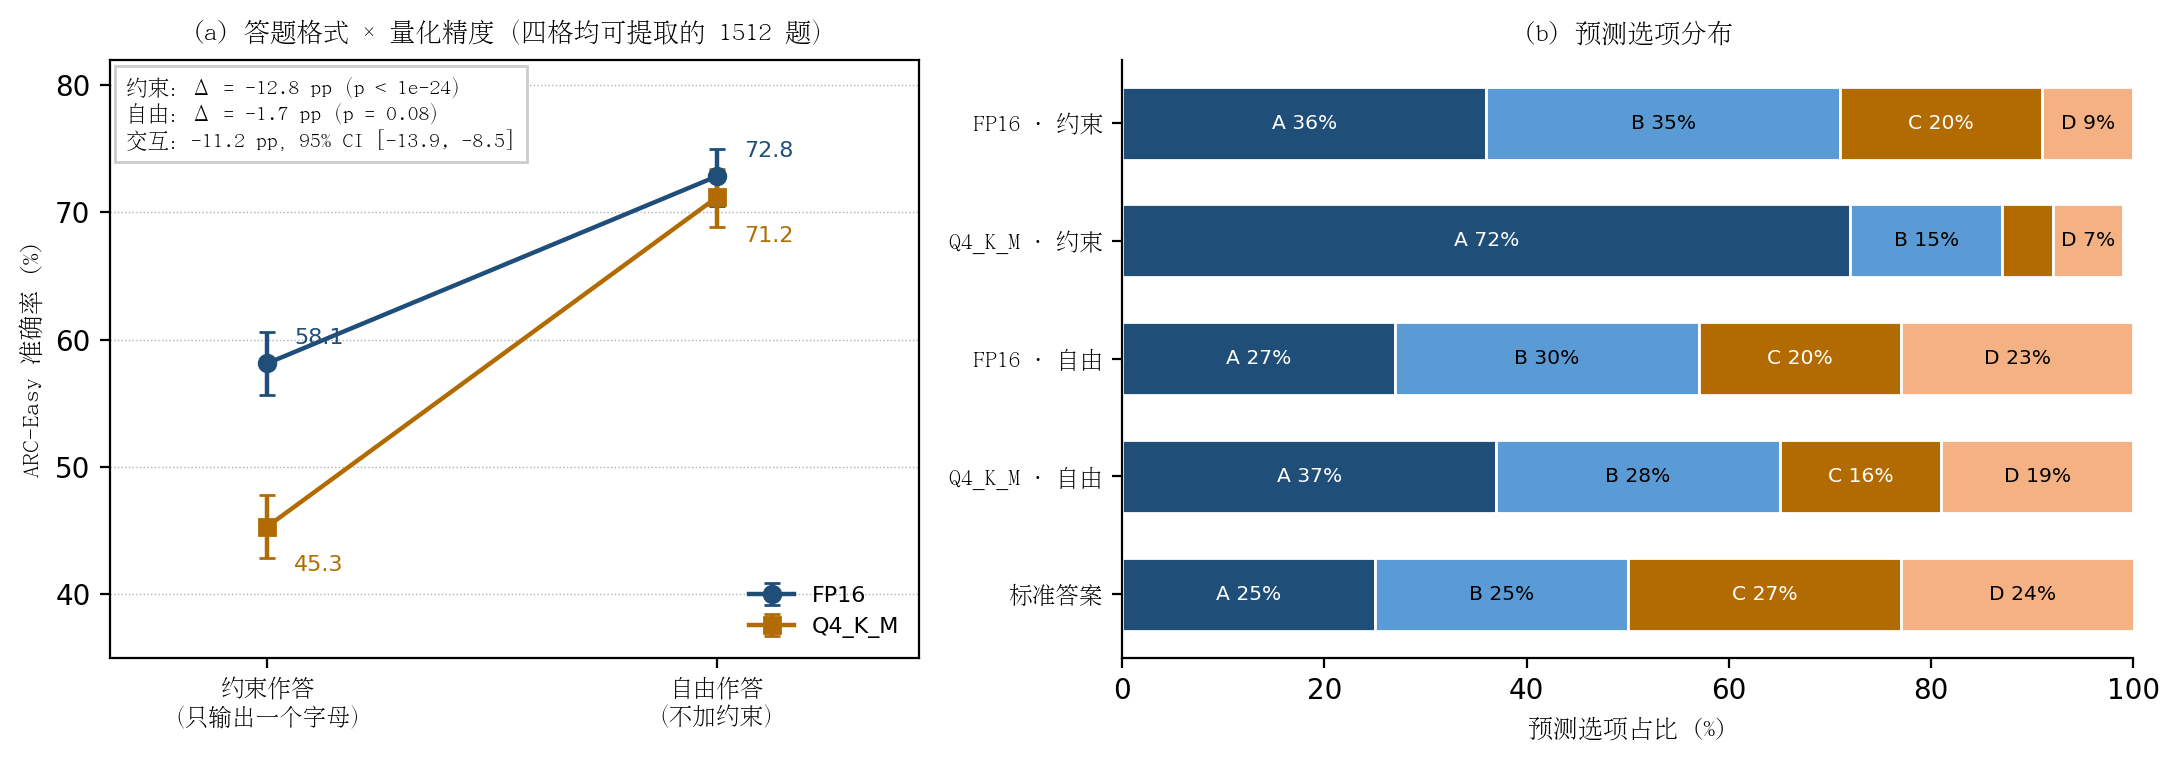 (a) 答题格式 × 量化精度 (四格均可提取的 1512 题)
约束: Δ = -12.8 pp (p < 1e-24)
自由: Δ = -1.7 pp (p = 0.08)
交互: -11.2 pp, 95% CI [-13.9, -8.5]
ARC-Easy 准确率 (%)
80
70
60
50
40
72.8
71.2
58.1
45.3
FP16
Q4_K_M
约束作答
(只输出一个字母)
自由作答
(不加约束)
(b) 预测选项分布
FP16 · 约束
A 36%
B 35%
C 20%
D 9%
Q4_K_M · 约束
A 72%
B 15%
D 7%
FP16 · 自由
A 27%
B 30%
C 20%
D 23%
Q4_K_M · 自由
A 37%
B 28%
C 16%
D 19%
标准答案
A 25%
B 25%
C 27%
D 24%
0
20
40
60
80
100
预测选项占比 (%)